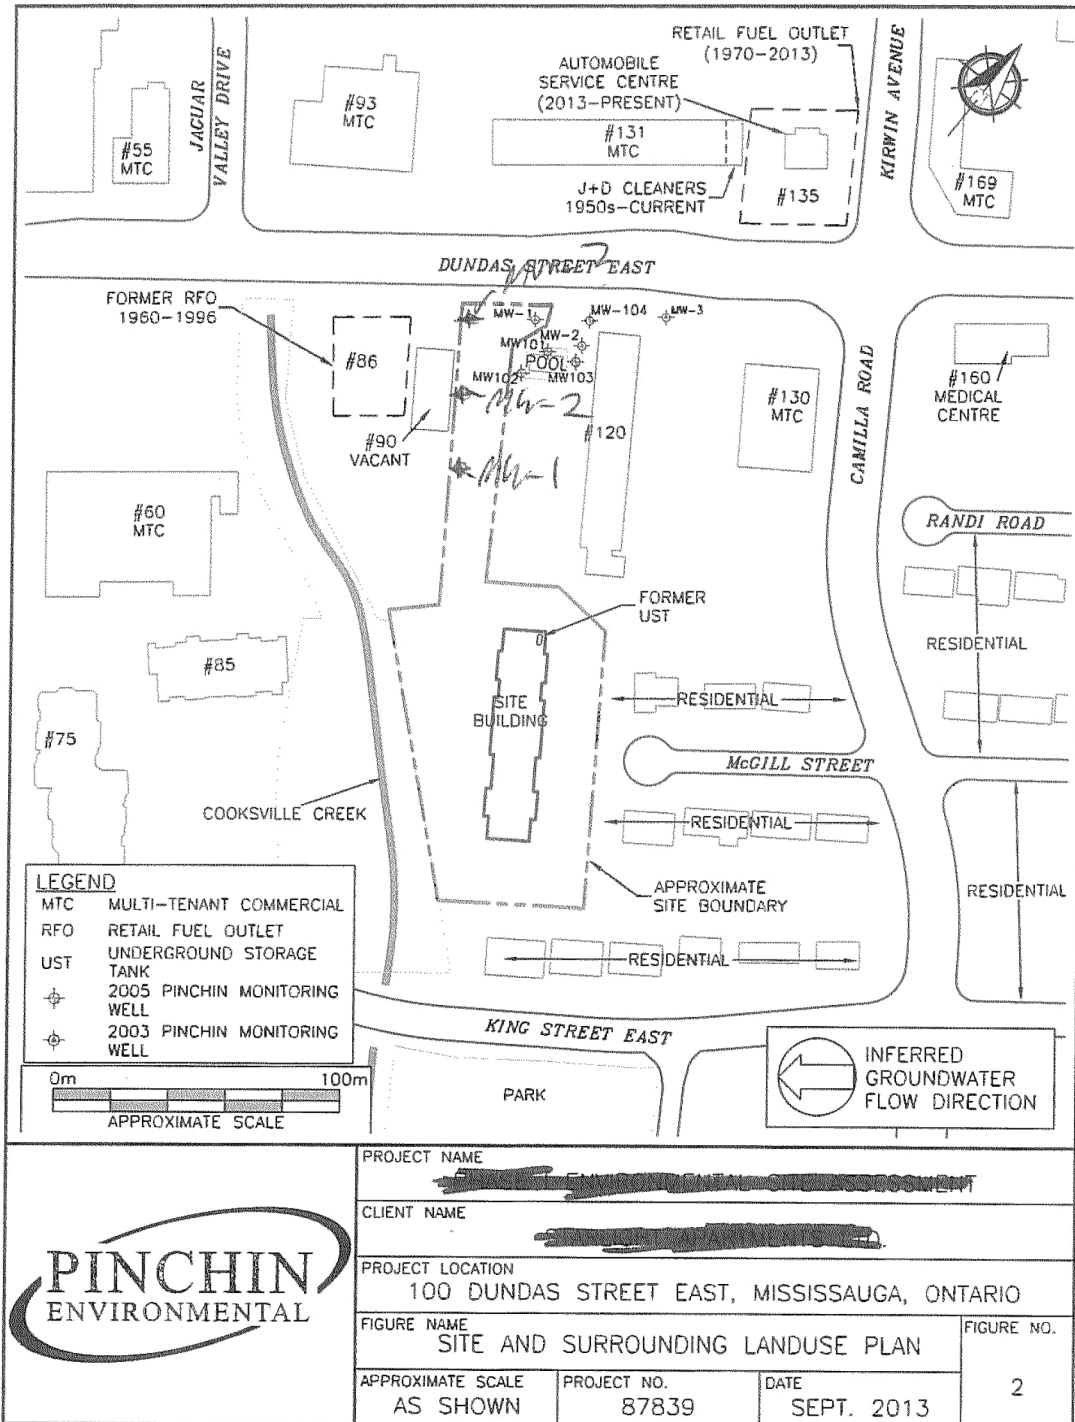 RETAIL FUEL OUTLET
(1970-2013)
AUTOMOBILE
SERVICE CENTRE
(2013-PRESENT)
KIRWIN AVENUE
JAGUAR
VALLEY DRIVE
#93
MTC
#55
MTC
#131
MTC
J+D CLEANERS
1950s-CURRENT
#135
#169
MTC
DUNDAS STREET EAST
FORMER RFO
1960-1996
MW-1
MW-104
MW-3
MW-2
MW101
POOL
MW102
MW103
#86
MW-2
#90
VACANT
MW-1
#120
#130
MTC
#160
MEDICAL
CENTRE
CAMILLA ROAD
#60
MTC
RANDI ROAD
FORMER
UST
RESIDENTIAL
#85
SITE
BUILDING
RESIDENTIAL
#75
McGILL STREET
COOKSVILLE CREEK
RESIDENTIAL
APPROXIMATE
SITE BOUNDARY
RESIDENTIAL
RESIDENTIAL
KING STREET EAST
PARK
LEGEND
MTC MULTI-TENANT COMMERCIAL
RFO RETAIL FUEL OUTLET
UST UNDERGROUND STORAGE
TANK
2005 PINCHIN MONITORING
WELL
2003 PINCHIN MONITORING
WELL
0m 100m
APPROXIMATE SCALE
INFERRED
GROUNDWATER
FLOW DIRECTION
PINCHIN
ENVIRONMENTAL
PROJECT NAME
ENVIRONMENTAL SITE ASSESSMENT
CLIENT NAME
APARTMENTS
PROJECT LOCATION
100 DUNDAS STREET EAST, MISSISSAUGA, ONTARIO
FIGURE NAME
SITE AND SURROUNDING LANDUSE PLAN
FIGURE NO.
2
APPROXIMATE SCALE
AS SHOWN
PROJECT NO.
87839
DATE
SEPT. 2013